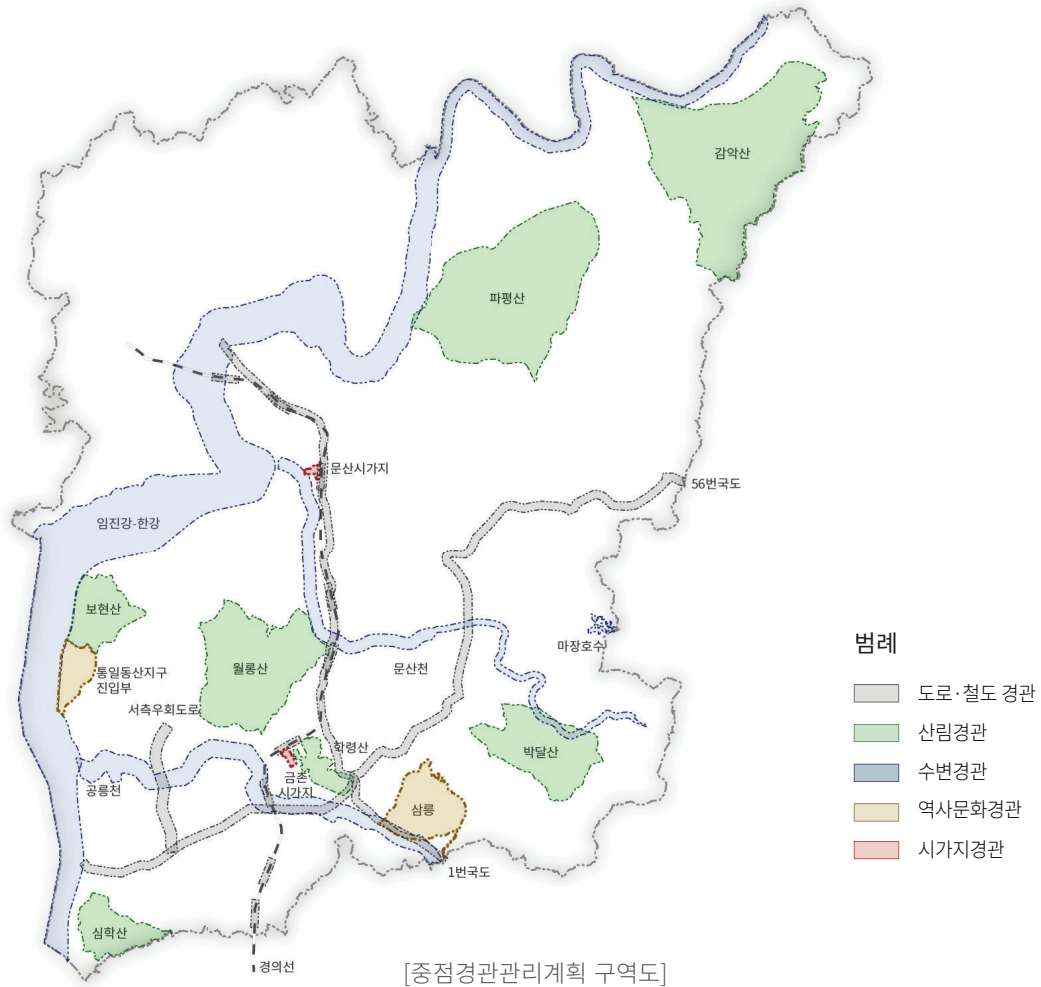 감악산
파평산
문산시가지
56번국도
임진강-한강
보현산
마장호수
월롱산
문산천
통일동산지구
진입부
서측우회도로
학령산
박달산
금촌
시가지
공릉천
삼릉
1번국도
심학산
경의선
범례
도로·철도 경관
산림경관
수변경관
역사문화경관
시가지경관
[중점경관관리계획 구역도]